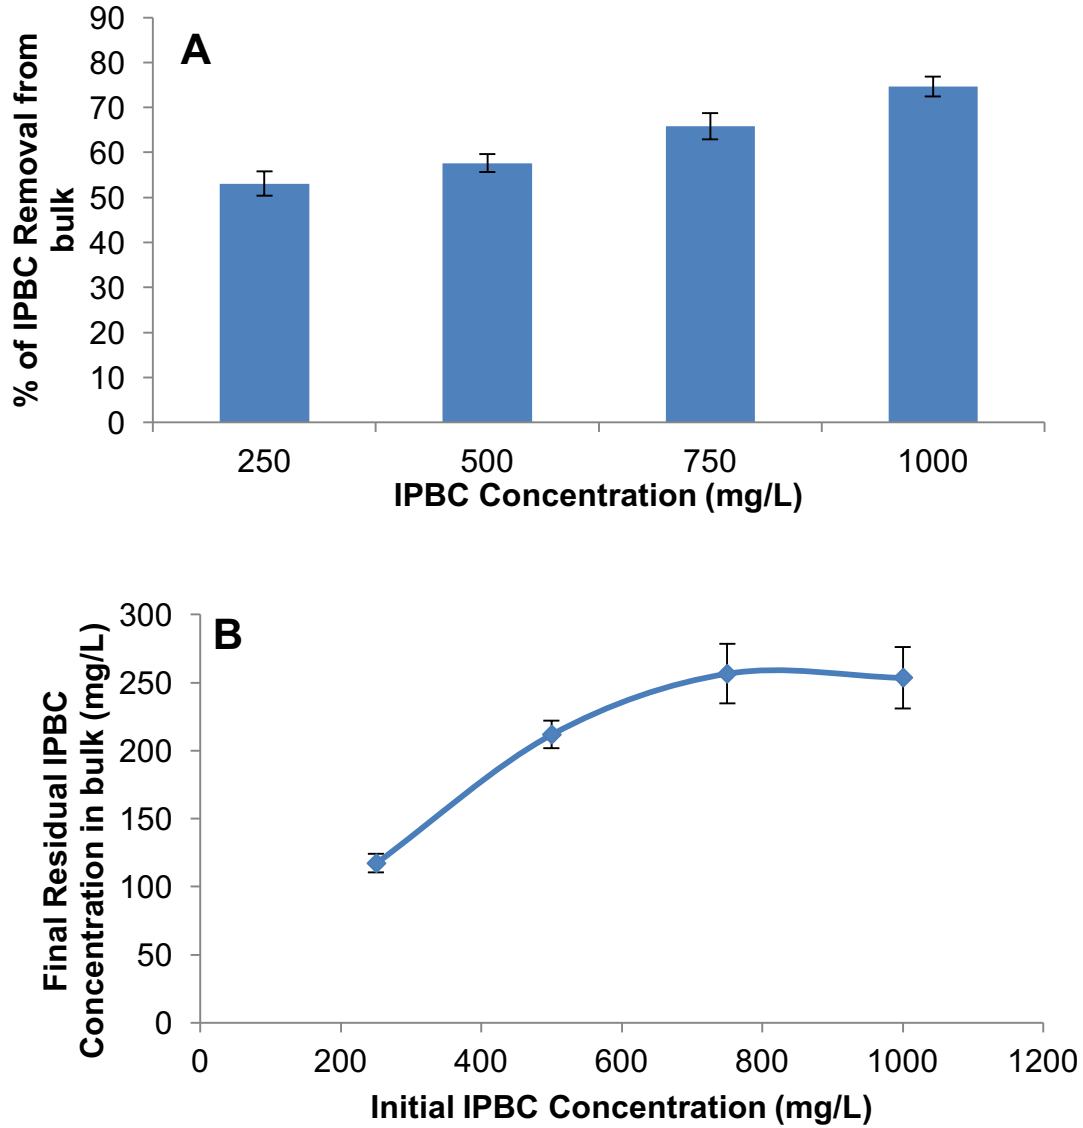 A
% of IPBC Removal from
bulk
90
80
70
60
50
40
30
20
10
0
250 500 750 1000
IPBC Concentration (mg/L)
B
Final Residual IPBC
Concentration in bulk (mg/L)
300
250
200
150
100
50
0
0 200 400 600 800 1000 1200
Initial IPBC Concentration (mg/L)